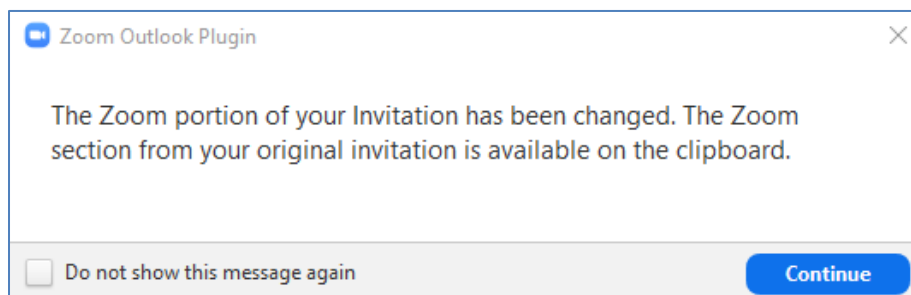 Zoom Outlook Plugin
The Zoom portion of your Invitation has been changed. The Zoom
section from your original invitation is available on the clipboard.
Do not show this message again
Continue